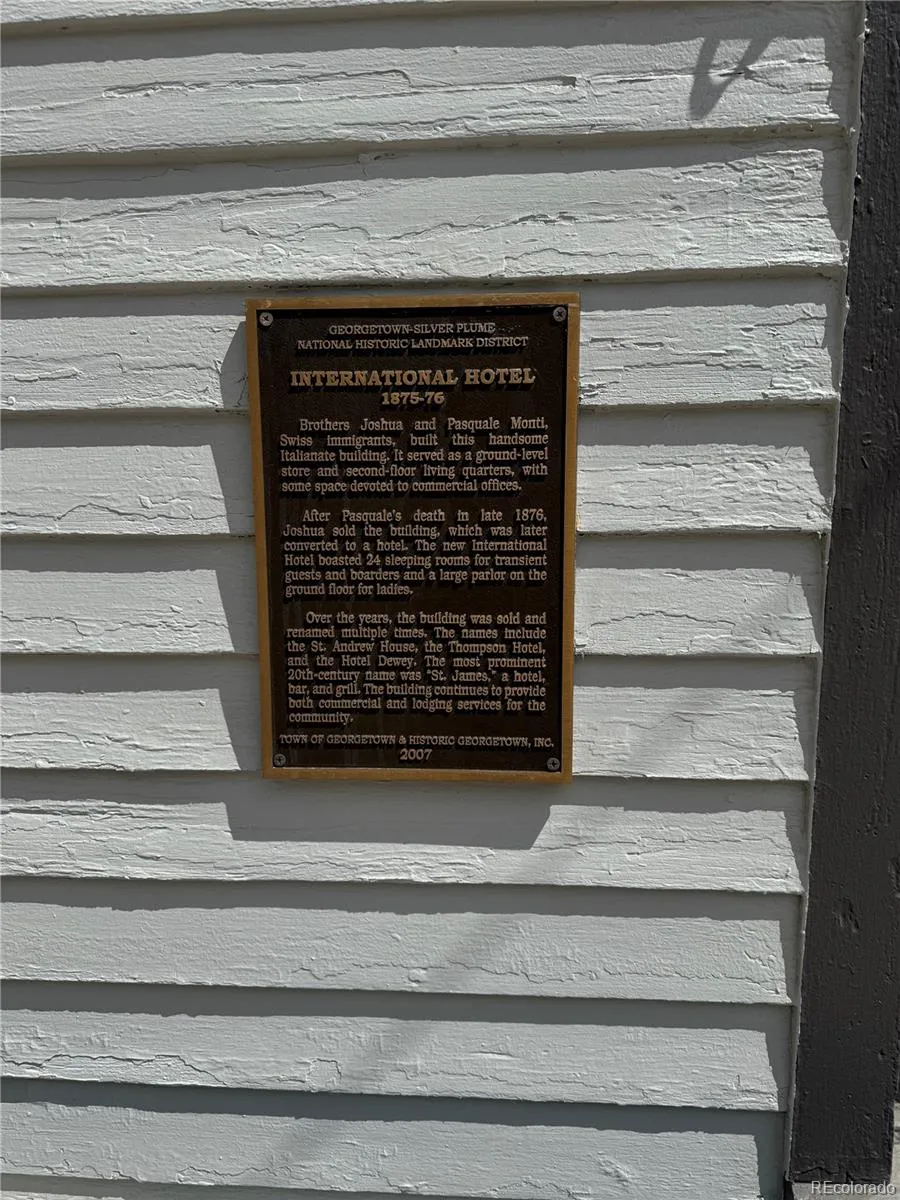 GEORGETOWN-SILVER PLUME
NATIONAL HISTORIC LANDMARK DISTRICT
INTERNATIONAL HOTEL
1875-76
Brothers Joshua and Pasquale Monti,
Swiss immigrants, built this handsome
Italianate building. It served as a ground-level
store and second-floor living quarters, with
some space devoted to commercial offices.
After Pasquale's death in late 1876,
Joshua sold the building, which was later
converted to a hotel. The new International
Hotel boasted 24 sleeping rooms for transient
guests and boarders and a large parlor on the
ground floor for ladies.
Over the years, the building was sold and
renamed multiple times. The names include
the St. Andrew House, the Thompson Hotel,
and the Hotel Dewey. The most prominent
20th-century name was "St. James," a hotel,
bar, and grill. The building continues to provide
both commercial and lodging services for the
community.
TOWN OF GEORGETOWN & HISTORIC GEORGETOWN, INC.
2007
REcolorado